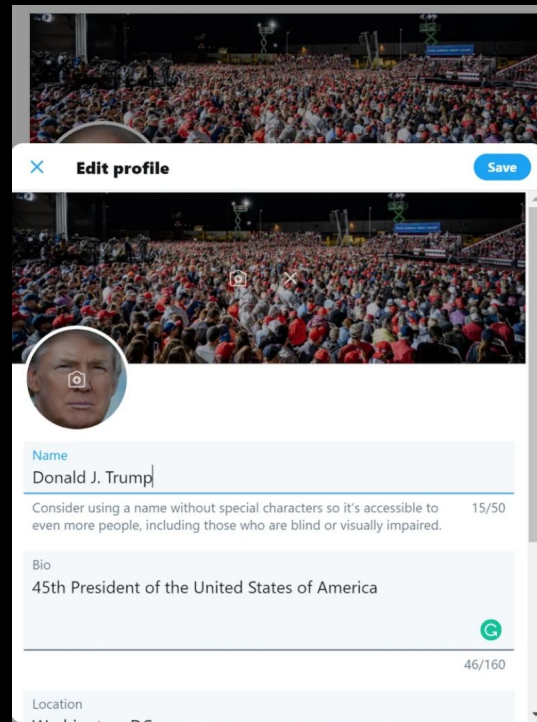 Edit profile
Save
Name
Donald J. Trump
Consider using a name without special characters so it's accessible to
15/50
even more people, including those who are blind or visually impaired.
Bio
45th President of the United States of America
46/160
Location
Washington, DC